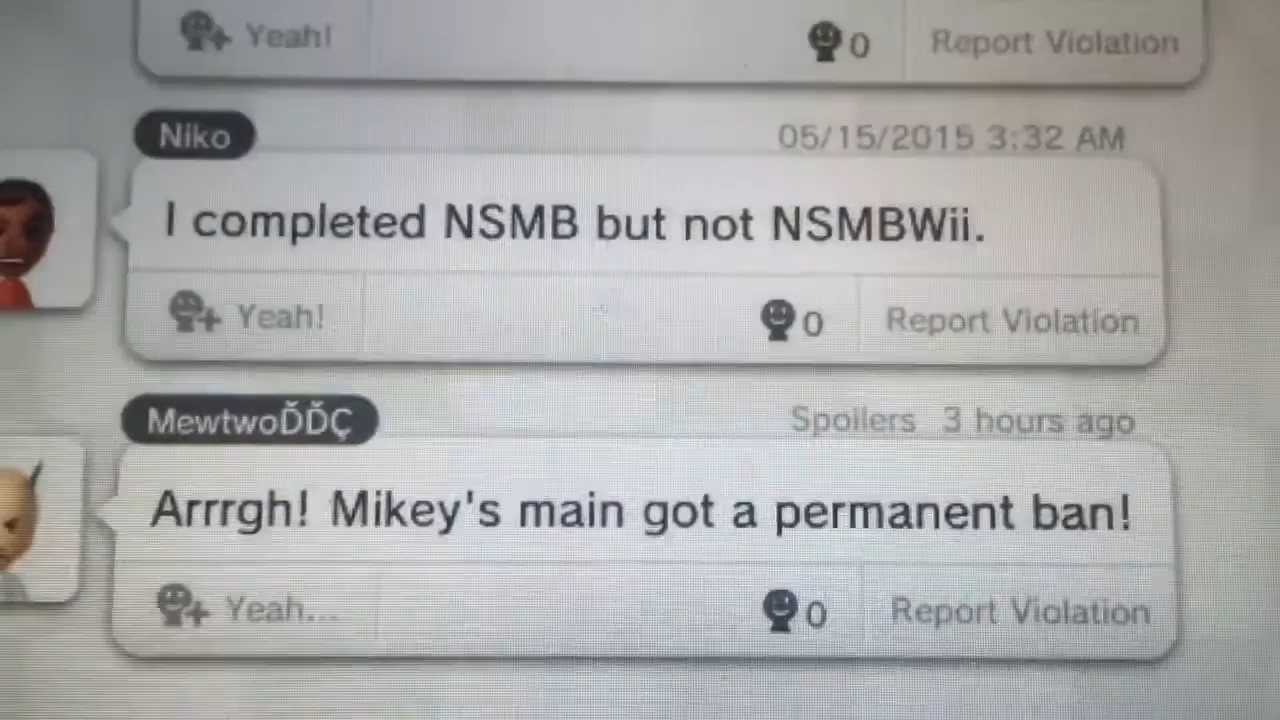 Yeah! 0 Report Violation
Niko 05/15/2015 3:32 AM
I completed NSMB but not NSMBWii.
Yeah! 0 Report Violation
MewtwoĎĎÇ Spoilers 3 hours ago
Arrrgh! Mikey's main got a permanent ban!
Yeah... 0 Report Violation